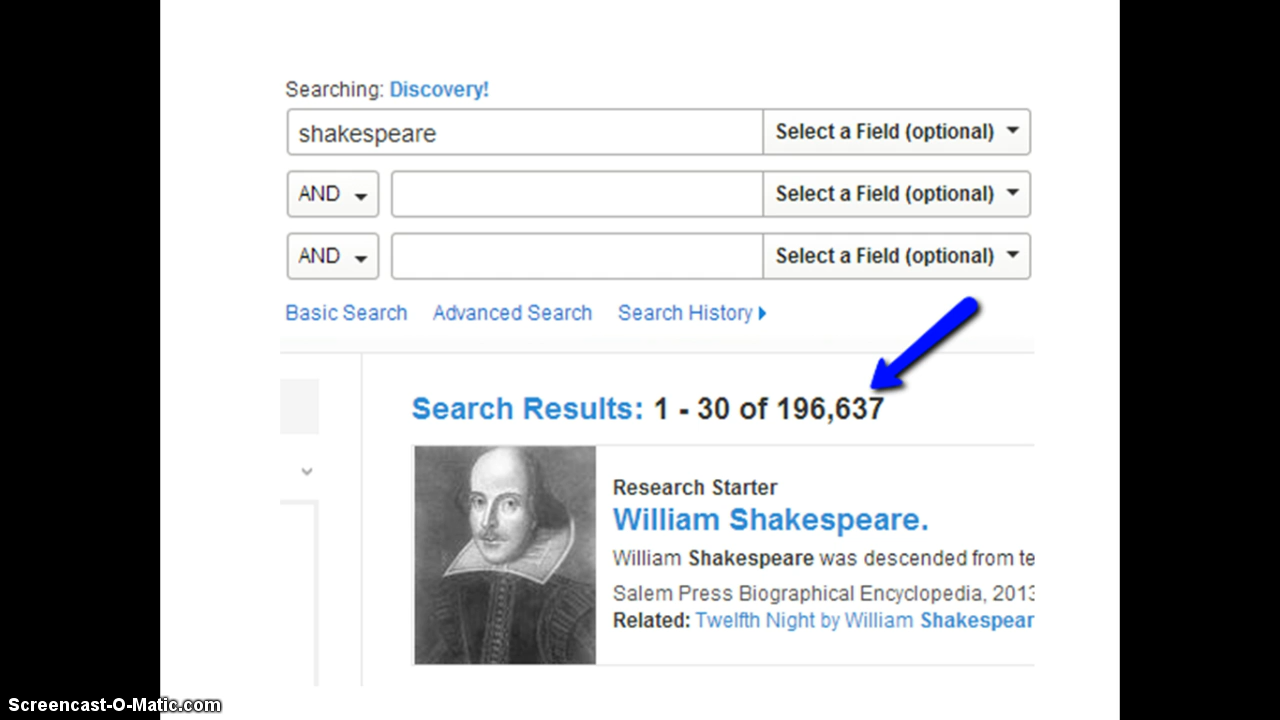 Searching: Discovery!
shakespeare Select a Field (optional)
AND Select a Field (optional)
AND Select a Field (optional)
Basic Search Advanced Search Search History
Search Results: 1 - 30 of 196,637
Research Starter
William Shakespeare.
William Shakespeare was descended from te
Salem Press Biographical Encyclopedia, 2013
Related: Twelfth Night by William Shakespear
Screencast-O-Matic.com